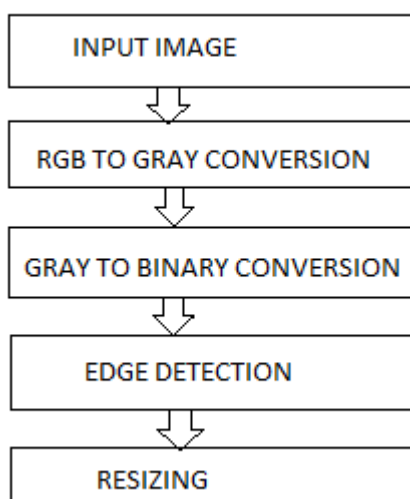 INPUT IMAGE
RGB TO GRAY CONVERSION
GRAY TO BINARY CONVERSION
EDGE DETECTION
RESIZING